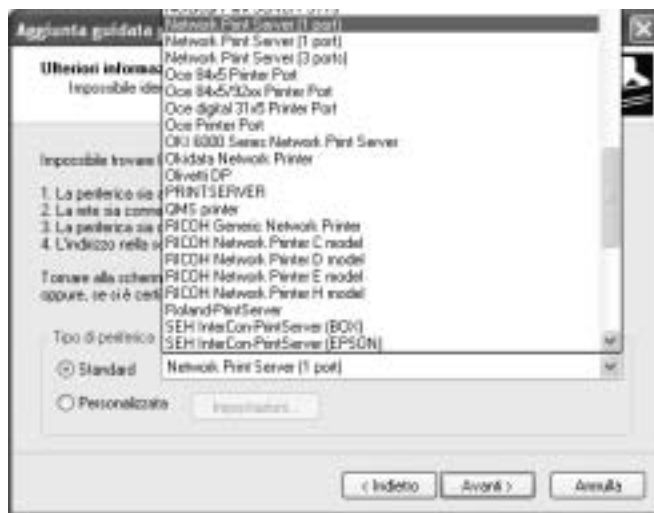 Aggiunta guidata
Network Print Server (1 port)
Network Print Server (1 port)
Network Print Server (3 ports)
Oce 84x5 Printer Port
Oce 84x5/92xx Printer Port
Oce digital 31x5 Printer Port
Oce Printer Port
OKI 6000 Series Network Print Server
Okidata Network Printer
Olivetti DP
PRINTSERVER
QMS printer
RICOH Generic Network Printer
RICOH Network Printer C model
RICOH Network Printer D model
RICOH Network Printer E model
RICOH Network Printer H model
Roland-PrintServer
SEH InterCon-PrintServer (BOX)
SEH InterCon-PrintServer (EPSON)
Ulteriori informaz
Impossibile iden
Impossibile trovare
1. La periferica sia
2. La rete sia conne
3. La periferica sia
4. L'indirizzo nella s
Tornare alla scherm
oppure, se si è cert
Tipo di periferica
Standard
Network Print Server (1 port)
Personalizzata
Impostazioni...
< Indietro
Avanti >
Annulla